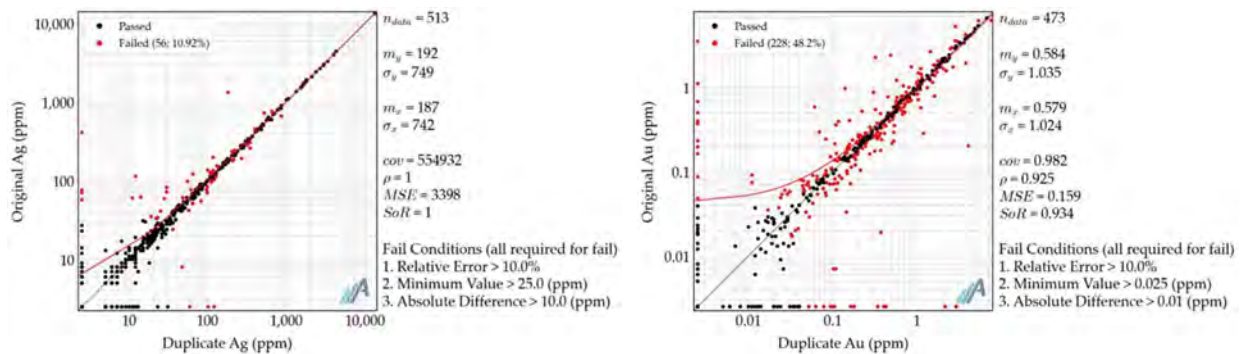 10,000
1,000
100
10
Original Ag (ppm)
Passed
Failed (56; 10.92%)
10
100
1,000
10,000
Duplicate Ag (ppm)
n_data = 513
m_y = 192
σ_y = 749
m_x = 187
σ_x = 742
cov = 554932
ρ = 1
MSE = 3398
SoR = 1
Fail Conditions (all required for fail)
1. Relative Error > 10.0%
2. Minimum Value > 25.0 (ppm)
3. Absolute Difference > 10.0 (ppm)
A
1
0.1
0.01
Original Au (ppm)
Passed
Failed (228; 48.2%)
0.01
0.1
1
Duplicate Au (ppm)
n_data = 473
m_y = 0.584
σ_y = 1.035
m_x = 0.579
σ_x = 1.024
cov = 0.982
ρ = 0.925
MSE = 0.159
SoR = 0.934
Fail Conditions (all required for fail)
1. Relative Error > 10.0%
2. Minimum Value > 0.025 (ppm)
3. Absolute Difference > 0.01 (ppm)
A